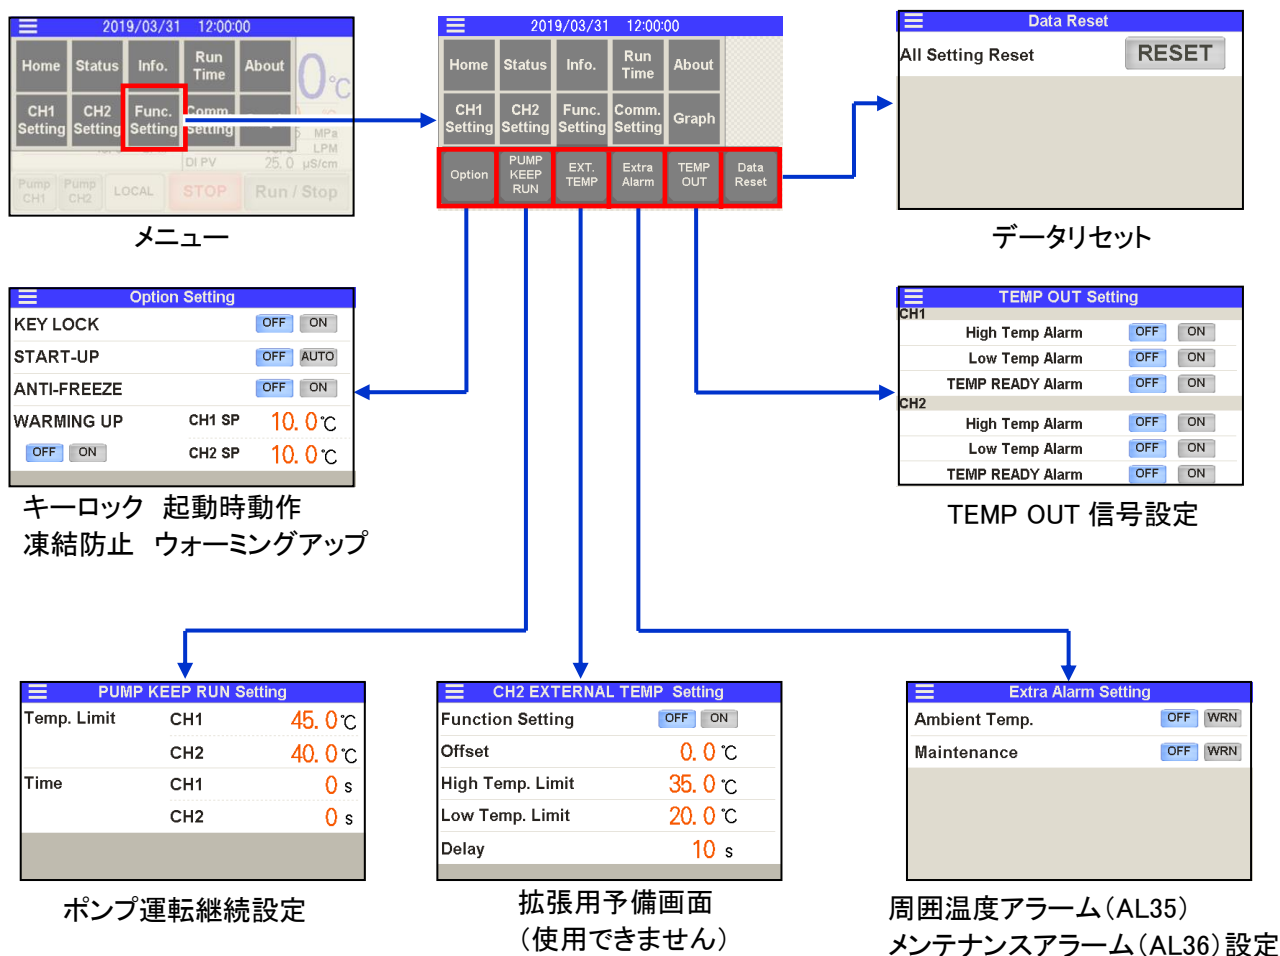 2019/03/31 12:00:00
Home Status Info. Run Time About
0℃
CH1 Setting CH2 Setting Func. Setting Comm. Setting
MPa
LPM
DI PV 25.0 μS/cm
Pump CH1 Pump CH2 LOCAL STOP Run / Stop
メニュー
2019/03/31 12:00:00
Home Status Info. Run Time About
CH1 Setting CH2 Setting Func. Setting Comm. Setting Graph
Option PUMP KEEP RUN EXT. TEMP Extra Alarm TEMP OUT Data Reset
Data Reset
All Setting Reset RESET
データリセット
Option Setting
KEY LOCK OFF ON
START-UP OFF AUTO
ANTI-FREEZE OFF ON
WARMING UP CH1 SP 10.0℃
OFF ON CH2 SP 10.0℃
キーロック 起動時動作
凍結防止 ウォーミングアップ
TEMP OUT Setting
CH1
High Temp Alarm OFF ON
Low Temp Alarm OFF ON
TEMP READY Alarm OFF ON
CH2
High Temp Alarm OFF ON
Low Temp Alarm OFF ON
TEMP READY Alarm OFF ON
TEMP OUT 信号設定
PUMP KEEP RUN Setting
Temp. Limit CH1 45.0℃
CH2 40.0℃
Time CH1 0 s
CH2 0 s
ポンプ運転継続設定
CH2 EXTERNAL TEMP Setting
Function Setting OFF ON
Offset 0.0℃
High Temp. Limit 35.0℃
Low Temp. Limit 20.0℃
Delay 10 s
拡張用予備画面
（使用できません）
Extra Alarm Setting
Ambient Temp. OFF WRN
Maintenance OFF WRN
周囲温度アラーム（AL35）
メンテナンスアラーム（AL36）設定